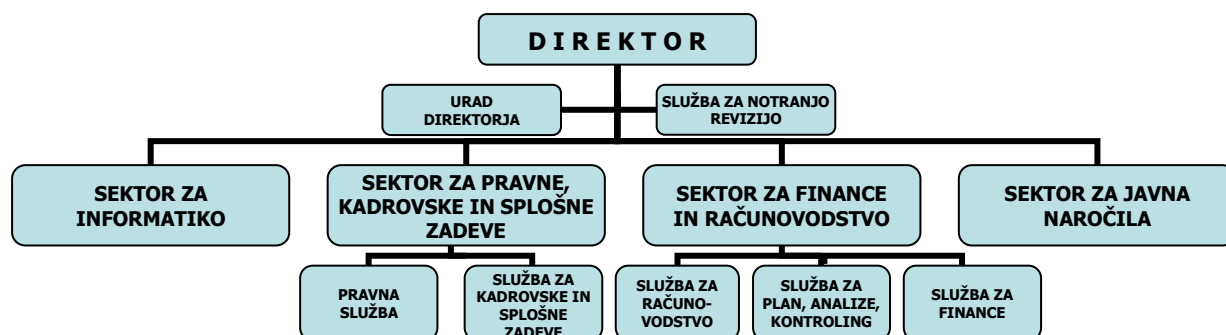 D I R E K T O R
URAD
DIREKTORJA
SLUŽBA ZA NOTRANJO
REVIZIJO
SEKTOR ZA
INFORMATIKO
SEKTOR ZA PRAVNE,
KADROVSKE IN SPLOŠNE
ZADEVE
SEKTOR ZA FINANCE
IN RAČUNOVODSTVO
SEKTOR ZA JAVNA
NAROČILA
PRAVNA
SLUŽBA
SLUŽBA ZA
KADROVSKE IN
SPLOŠNE
ZADEVE
SLUŽBA ZA
RAČUNO-
VODSTVO
SLUŽBA ZA
PLAN, ANALIZE,
KONTROLING
SLUŽBA ZA
FINANCE